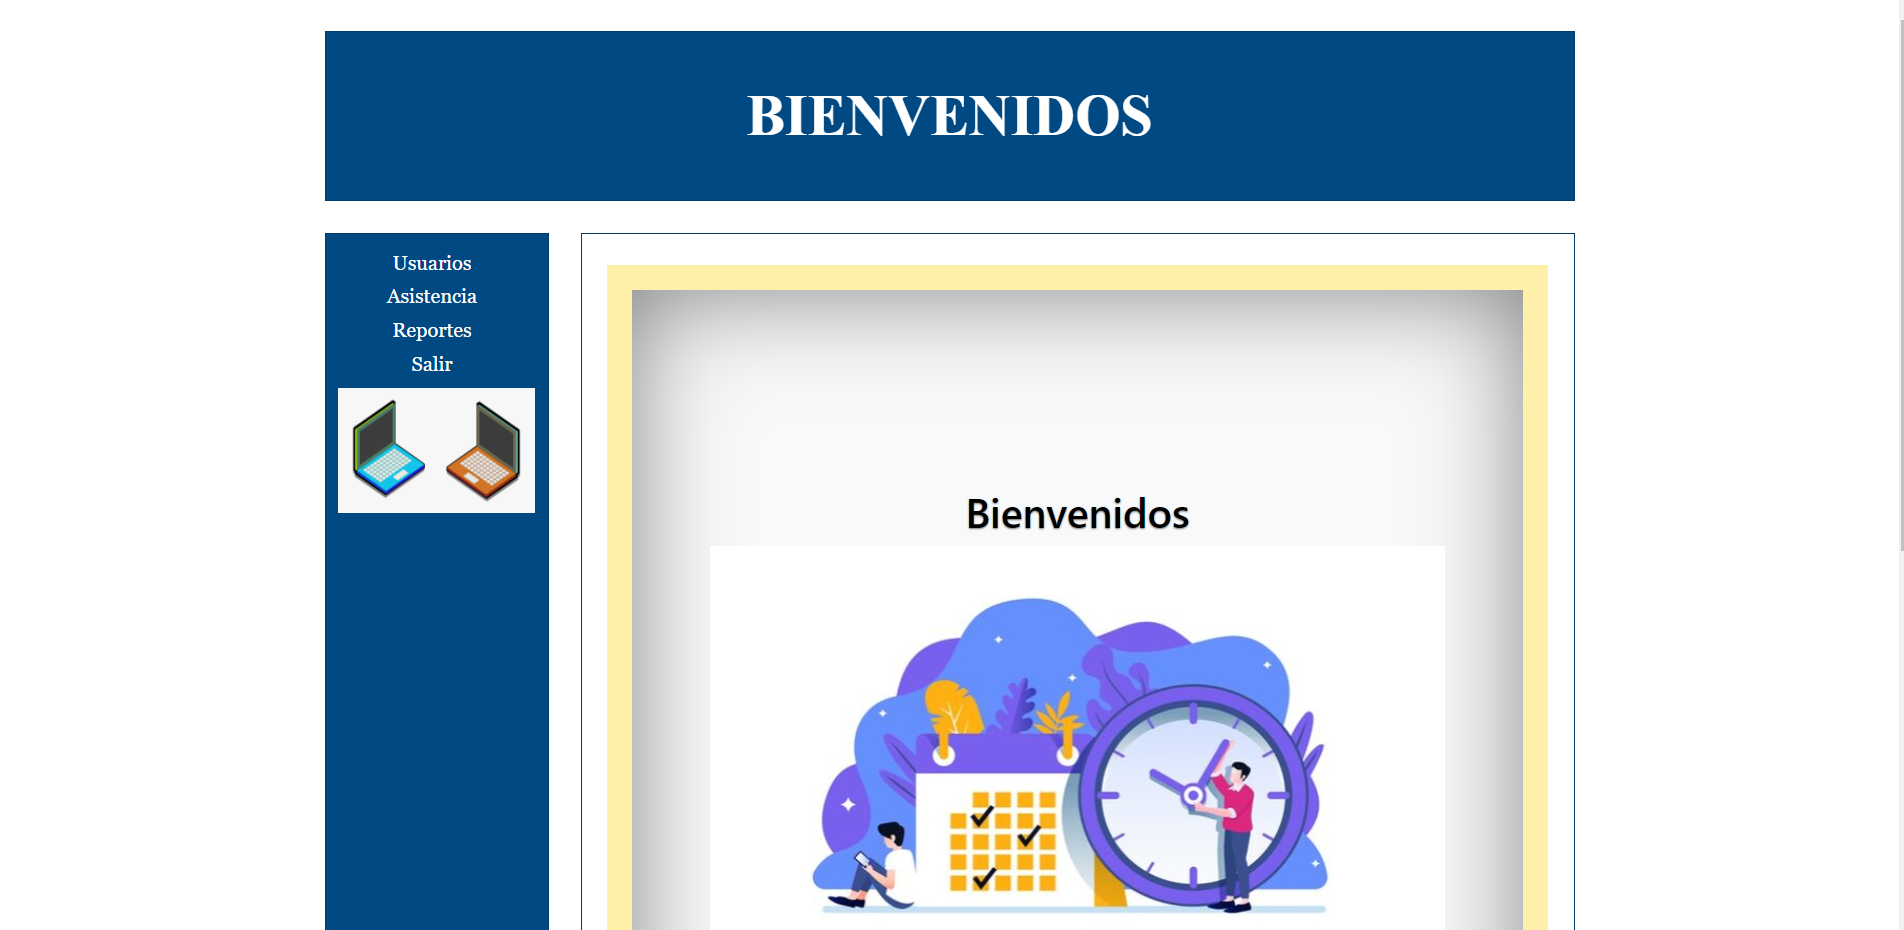 BIENVENIDOS
Usuarios
Asistencia
Reportes
Salir
Bienvenidos